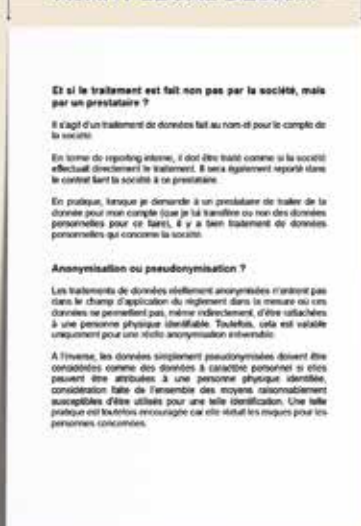 Et si le traitement est fait non pas par la société, mais
par un prestataire ?
Il s'agit d'un traitement de données fait au nom et pour le compte de
la société.
En terme de reporting interne, il doit être traité comme si la société
effectuait directement le traitement. Il sera également reporté dans
le contrat liant la société à ce prestataire.
En pratique, lorsque je demande à un prestataire de traiter de la
donnée pour mon compte (que je lui transfère ou non des données
personnelles pour ce faire), il y a bien traitement de données
personnelles qui concerne la société.
Anonymisation ou pseudonymisation ?
Les traitements de données réellement anonymisées n'entrent pas
dans le champ d'application du règlement dans la mesure où ces
données ne permettent pas, même indirectement, d'être rattachées
à une personne physique identifiable. Toutefois, cela est valable
uniquement pour une réelle anonymisation irréversible.
A l'inverse, les données simplement pseudonymisées doivent être
considérées comme des données à caractère personnel si elles
peuvent être attribuées à une personne physique identifiée,
considération faite de l'ensemble des moyens raisonnablement
susceptibles d'être utilisés pour une telle identification. Une telle
pratique est toutefois encouragée car elle réduit les risques pour les
personnes concernées.